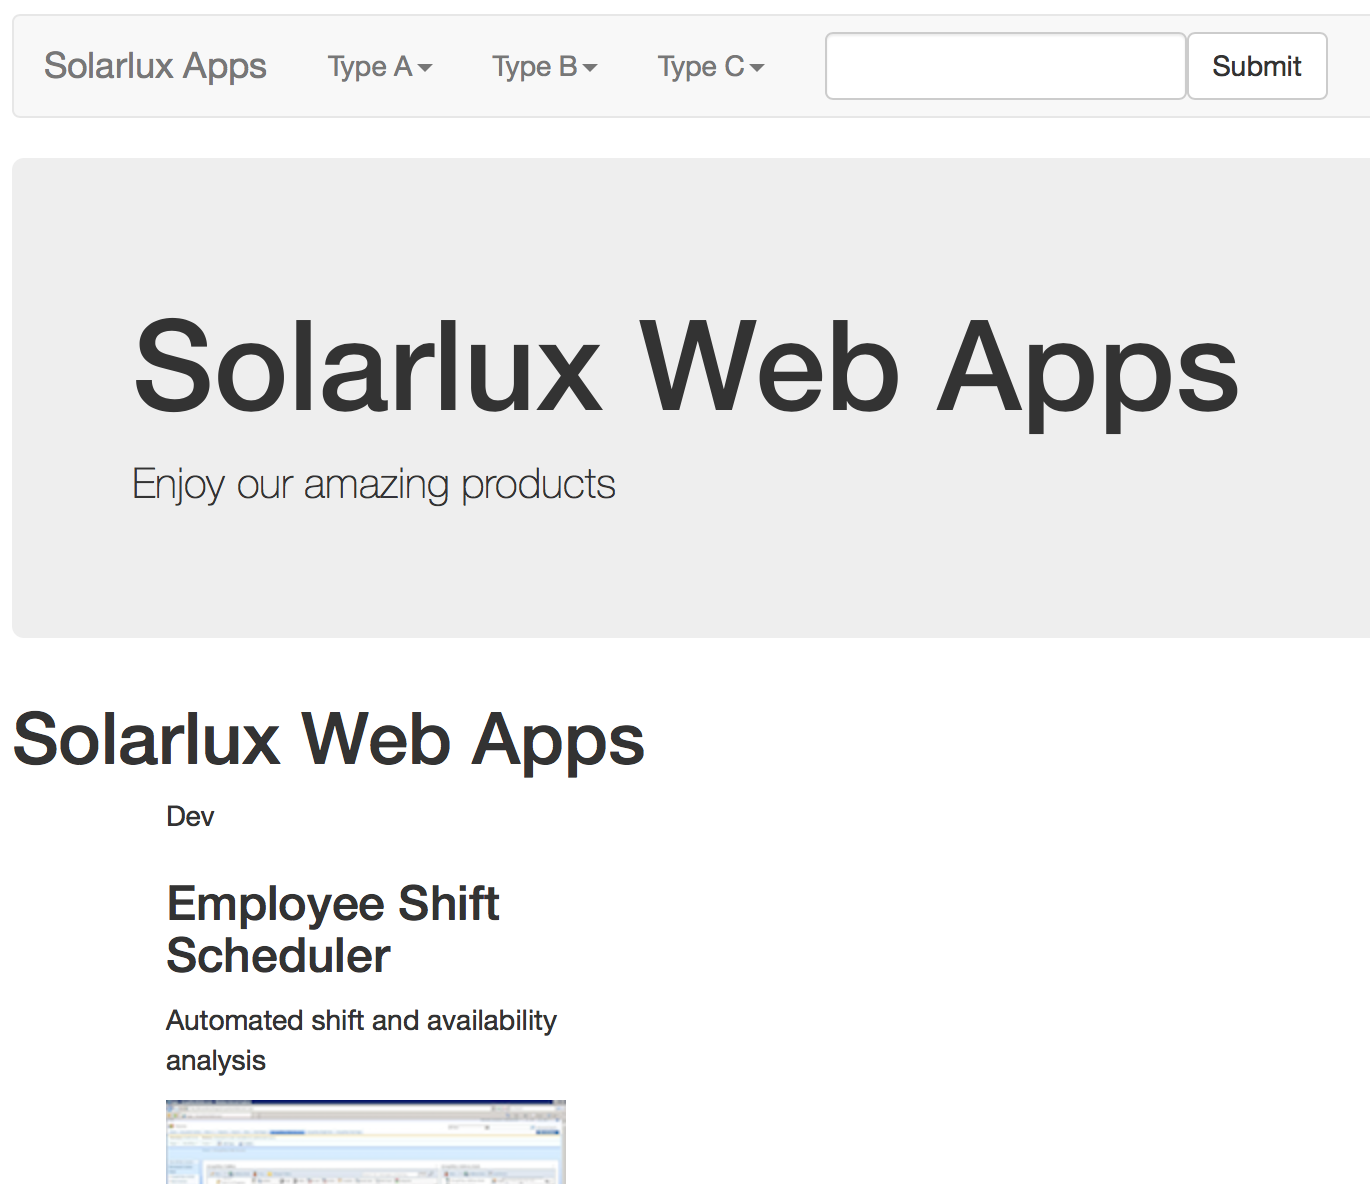 Solarlux Apps Type A Type B Type C Submit
Solarlux Web Apps
Enjoy our amazing products
Solarlux Web Apps
Dev
Employee Shift
Scheduler
Automated shift and availability
analysis